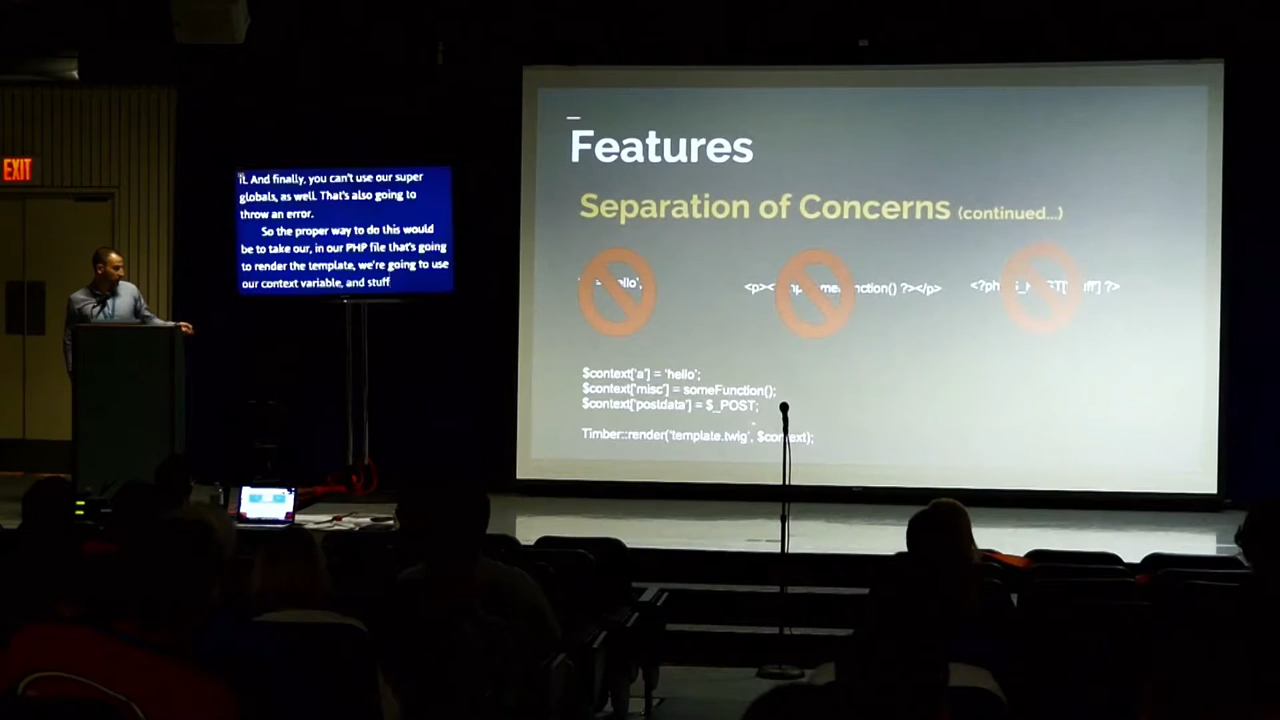 EXIT
it. And finally, you can't use our super
globals, as well. That's also going to
throw an error.
So the proper way to do this would
be to take our, in our PHP file that's going
to render the template, we're going to use
our context variable, and stuff
Features
Separation of Concerns (continued...)
<p>< ?></p>
<?ph ?>
$context['a'] = 'hello';
$context['misc'] = someFunction();
$context['postdata'] = $_POST;
Timber::render('template.twig', $context);